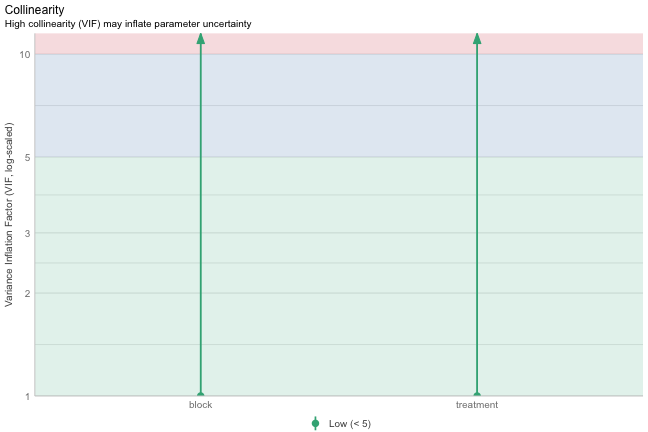 Collinearity
High collinearity (VIF) may inflate parameter uncertainty
Variance Inflation Factor (VIF, log-scaled)
10
5
3
2
1
block
treatment
Low (< 5)